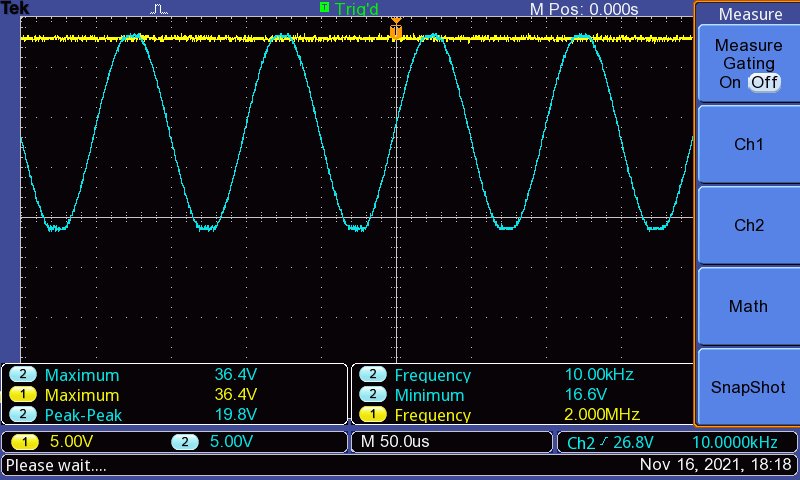 Tek T Trig'd M Pos: 0.000s
T
Measure
Measure
Gating
On Off
Ch1
Ch2
Math
SnapShot
2 Maximum 36.4V
1 Maximum 36.4V
2 Peak-Peak 19.8V
2 Frequency 10.00kHz
2 Minimum 16.6V
1 Frequency 2.000MHz
1 5.00V 2 5.00V M 50.0us Ch2 26.8V 10.0000kHz
Please wait.... Nov 16, 2021, 18:18